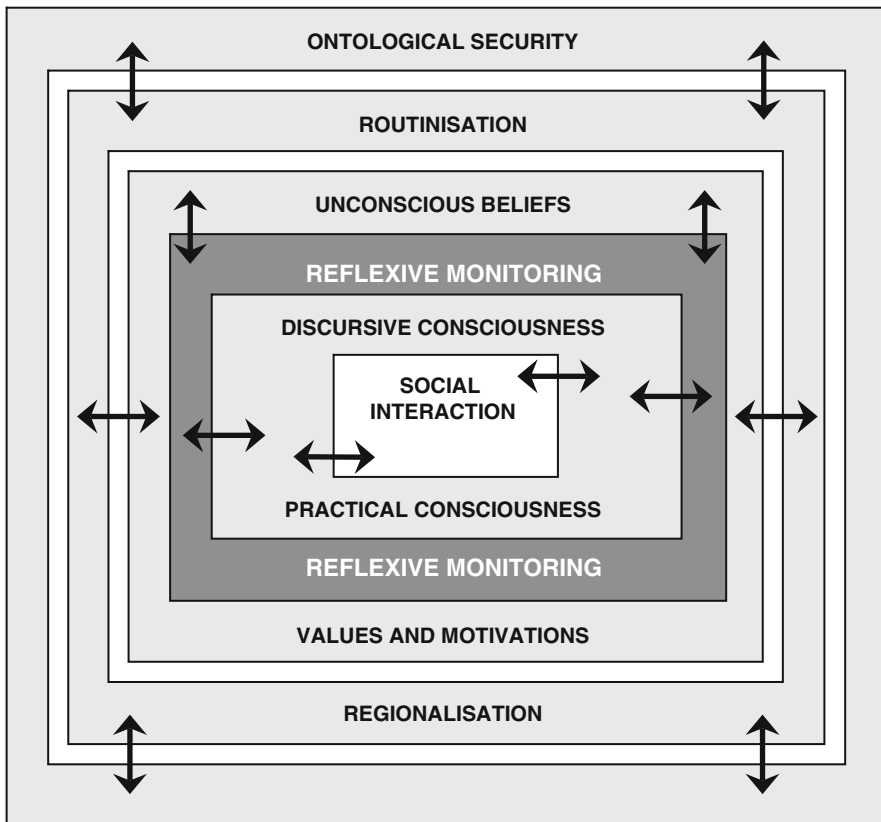 ONTOLOGICAL SECURITY
ROUTINISATION
UNCONSCIOUS BELIEFS
REFLEXIVE MONITORING
DISCURSIVE CONSCIOUSNESS
SOCIAL
INTERACTION
PRACTICAL CONSCIOUSNESS
REFLEXIVE MONITORING
VALUES AND MOTIVATIONS
REGIONALISATION